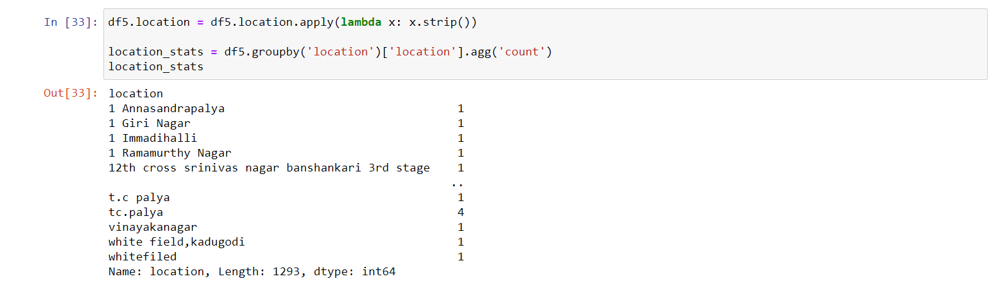 In [33]: df5.location = df5.location.apply(lambda x: x.strip())
location_stats = df5.groupby('location')['location'].agg('count')
location_stats
Out[33]: location
1 Annasandrapalya 1
1 Giri Nagar 1
1 Immadihalli 1
1 Ramamurthy Nagar 1
12th cross srinivas nagar banshankari 3rd stage 1
..
t.c palya 1
tc.palya 4
vinayakanagar 1
white field,kadugodi 1
whitefiled 1
Name: location, Length: 1293, dtype: int64